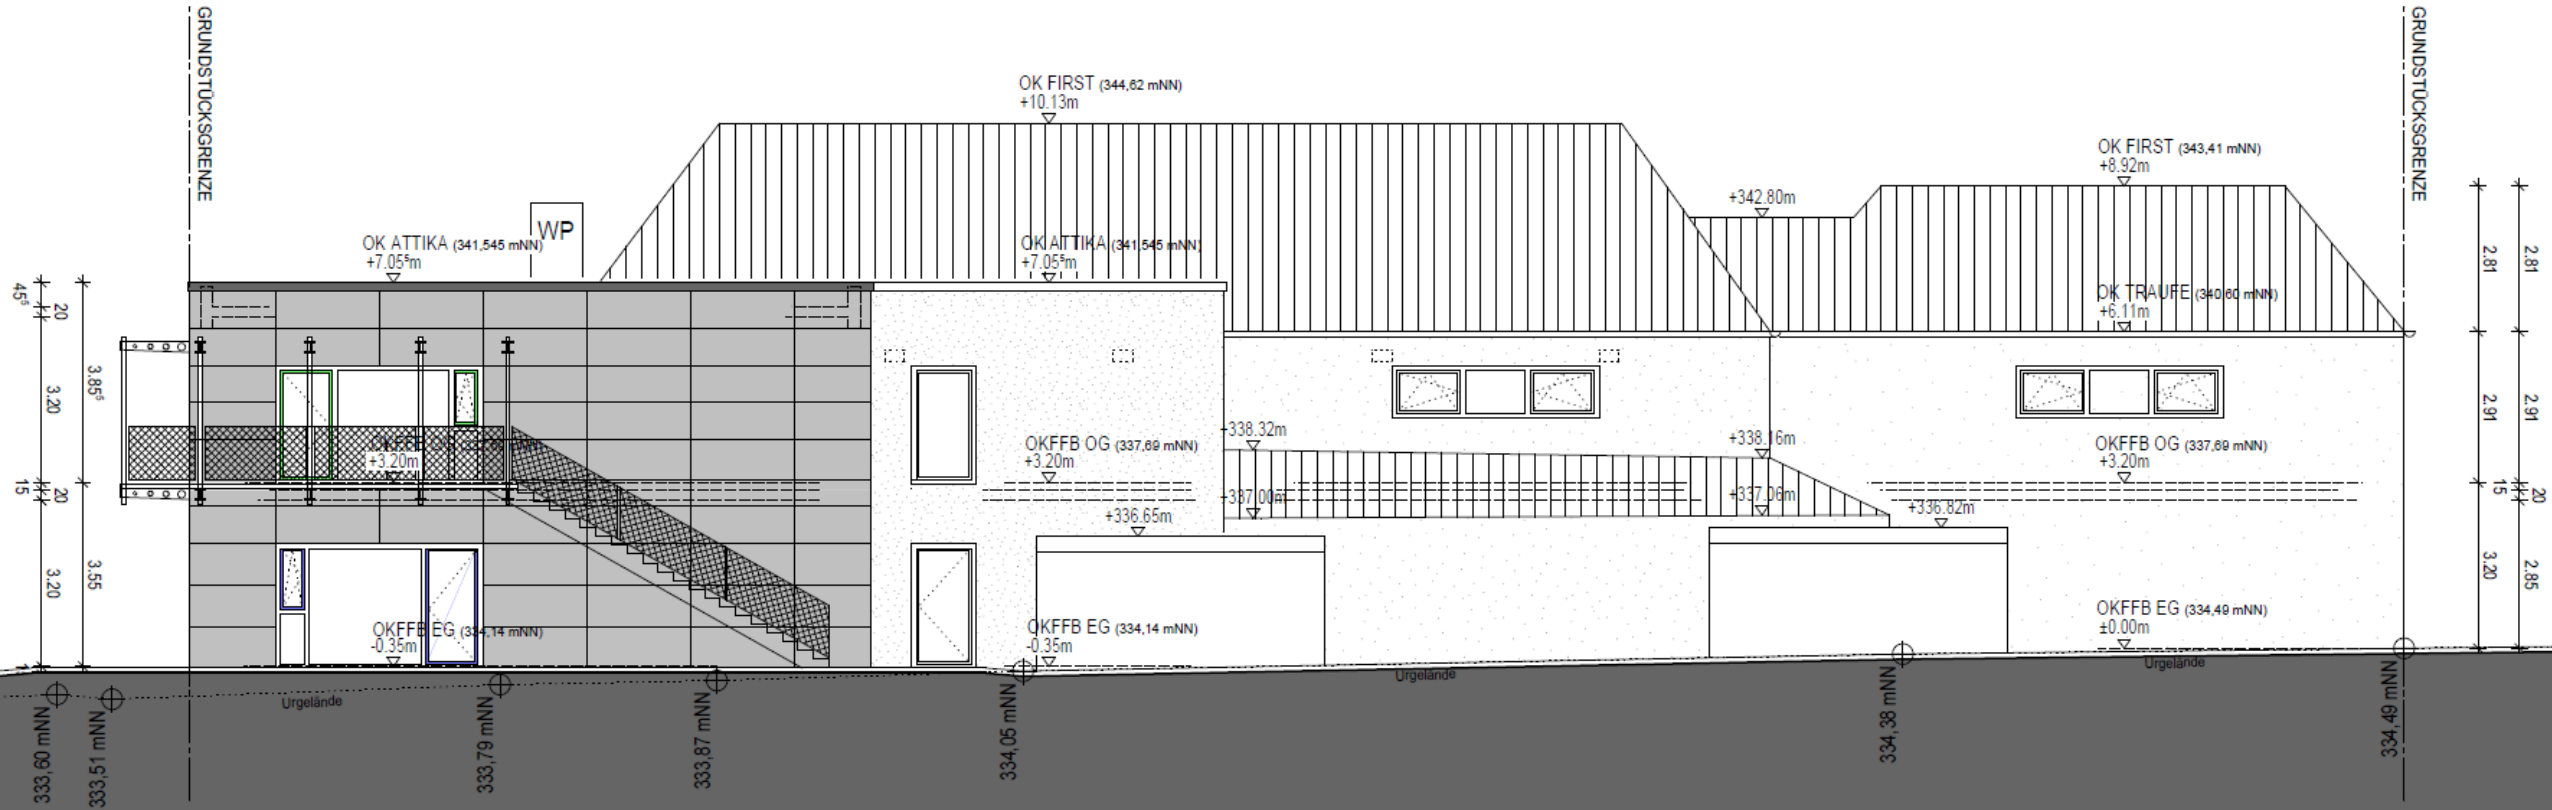 GRUNDSTÜCKSGRENZE
GRUNDSTÜCKSGRENZE
OK FIRST (344,62 mNN)
+10.13m
OK FIRST (343,41 mNN)
+8.92m
+342.80m
WP
OK ATTIKA (341,545 mNN)
+7.05⁵m
OK ATTIKA (341,545 mNN)
+7.05⁵m
OK TRAUFE (340,60 mNN)
+6.11m
45⁵
20
3.85⁵
3.20
15
20
3.55
3.20
2.81
2.81
2.91
2.91
15
20
3.20
2.85
OKFFB OG
+3.20m
OKFFB OG (337,69 mNN)
+3.20m
OKFFB OG (337,69 mNN)
+3.20m
+338.32m
+338.16m
+337.00m
+337.06m
+336.65m
+336.82m
OKFFB EG (334,14 mNN)
-0.35m
OKFFB EG (334,14 mNN)
-0.35m
OKFFB EG (334,49 mNN)
±0.00m
Urgelände
Urgelände
Urgelände
333,60 mNN
333,51 mNN
333,79 mNN
333,87 mNN
334,05 mNN
334,38 mNN
334,49 mNN